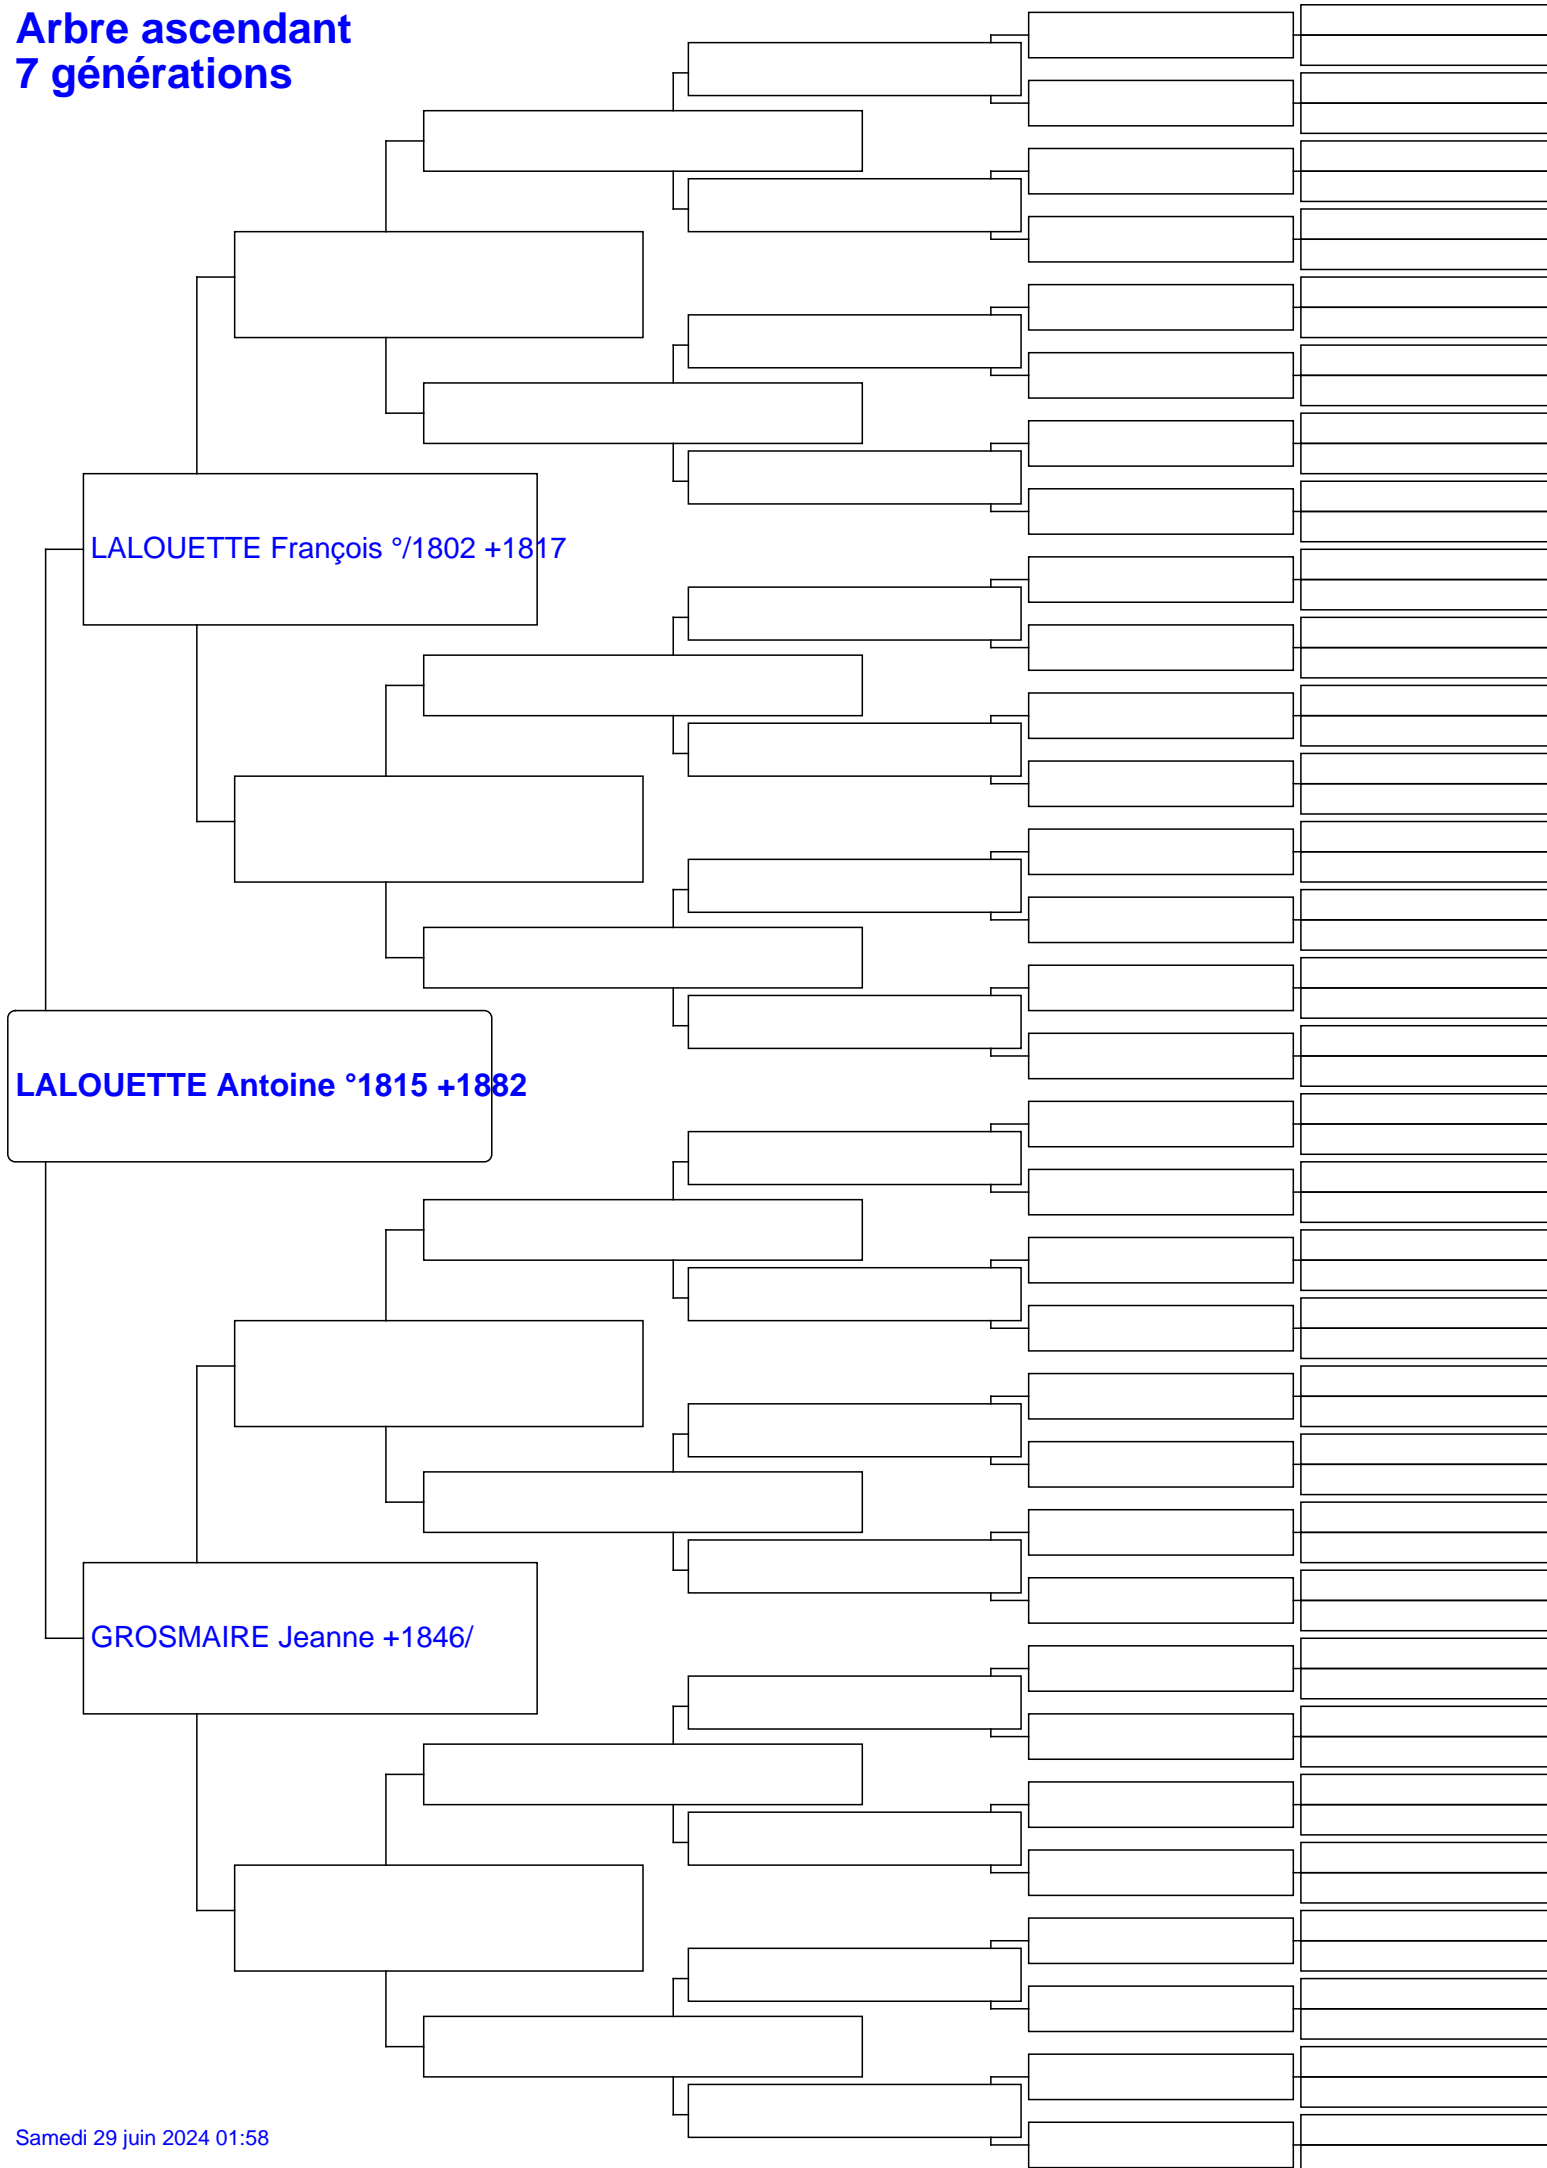 Arbre ascendant
7 générations
LALOUETTE François °/1802 +1817
LALOUETTE Antoine °1815 +1882
GROSMAIRE Jeanne +1846/
Samedi 29 juin 2024 01:58